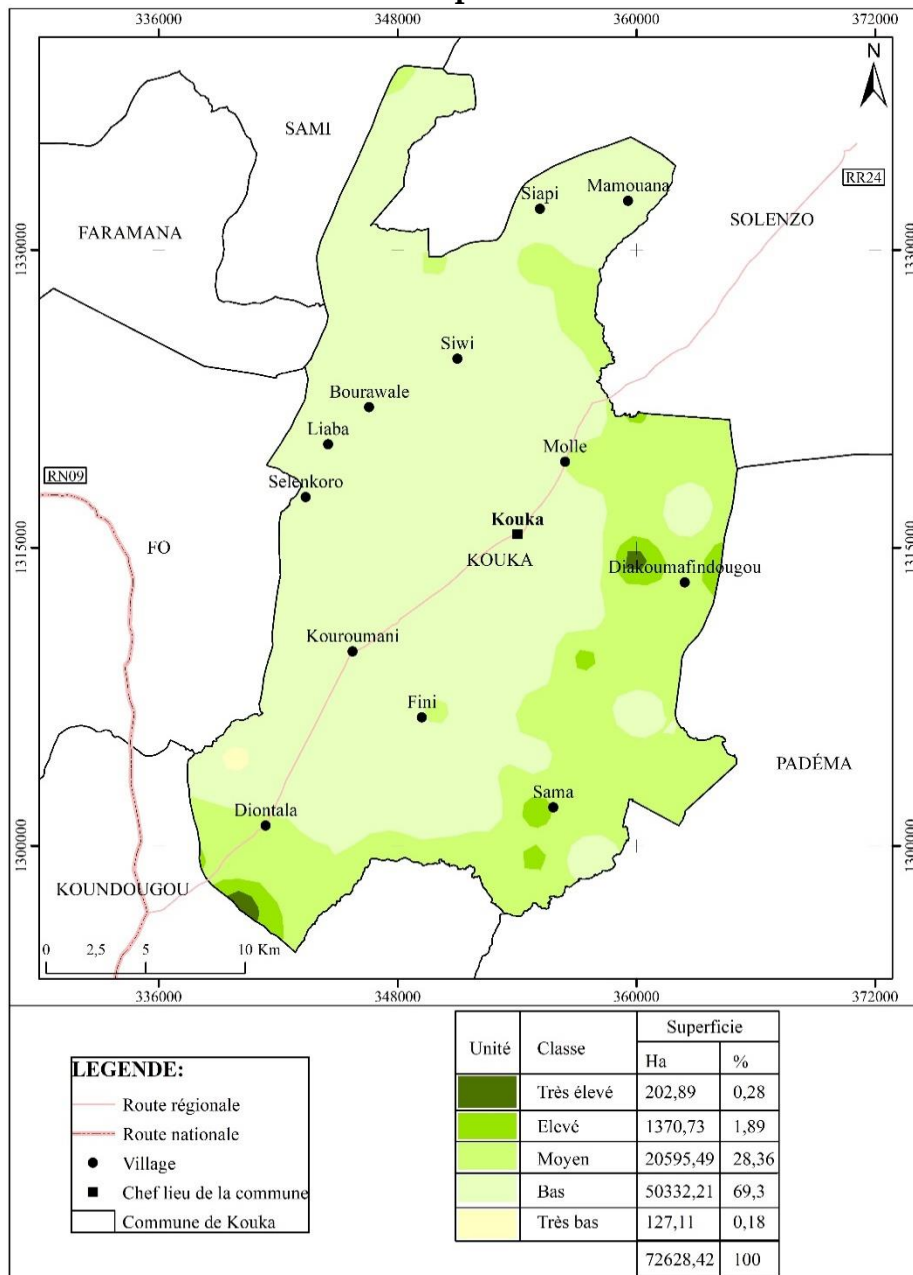 336000 348000 360000 372000
N
SAMI
RR24
Siapi Mamouana
SOLENZO
FARAMANA
1330000 1330000
Siwi
Bourawale
Liaba
Molle
Selenkoro
RN09
Kouka
1315000 FO KOUKA 1315000
Diakoumafindougou
Kouroumani
Fini
PADÉMA
Sama
Diontala
1300000 1300000
KOUNDOUGOU
0 2,5 5 10 Km
336000 348000 360000 372000
LEGENDE:
Route régionale
Route nationale
Village
Chef lieu de la commune
Commune de Kouka
Unité Classe Superficie
Ha %
Très élevé 202,89 0,28
Elevé 1370,73 1,89
Moyen 20595,49 28,36
Bas 50332,21 69,3
Très bas 127,11 0,18
72628,42 100